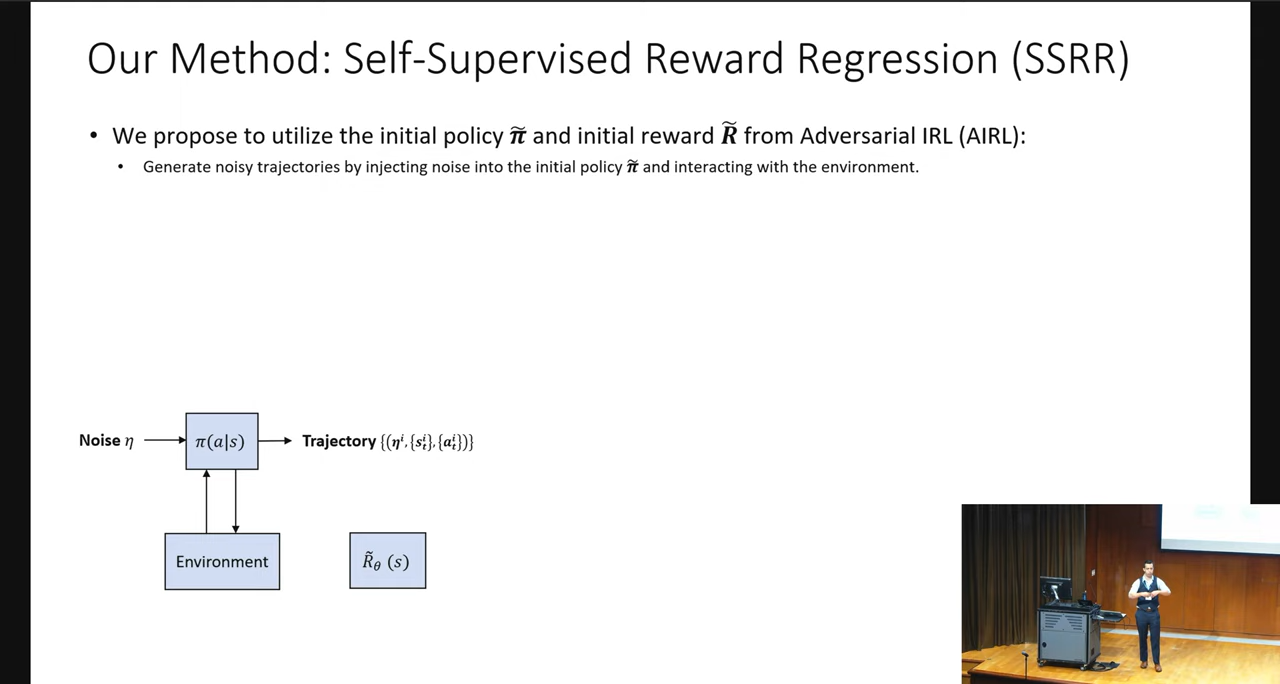 Our Method: Self-Supervised Reward Regression (SSRR)
• We propose to utilize the initial policy π̃ and initial reward R̃ from Adversarial IRL (AIRL):
• Generate noisy trajectories by injecting noise into the initial policy π̃ and interacting with the environment.
Noise η
π(a|s)
Trajectory {(ηⁱ,{sₜⁱ},{aₜⁱ})}
Environment
R̃_θ (s)